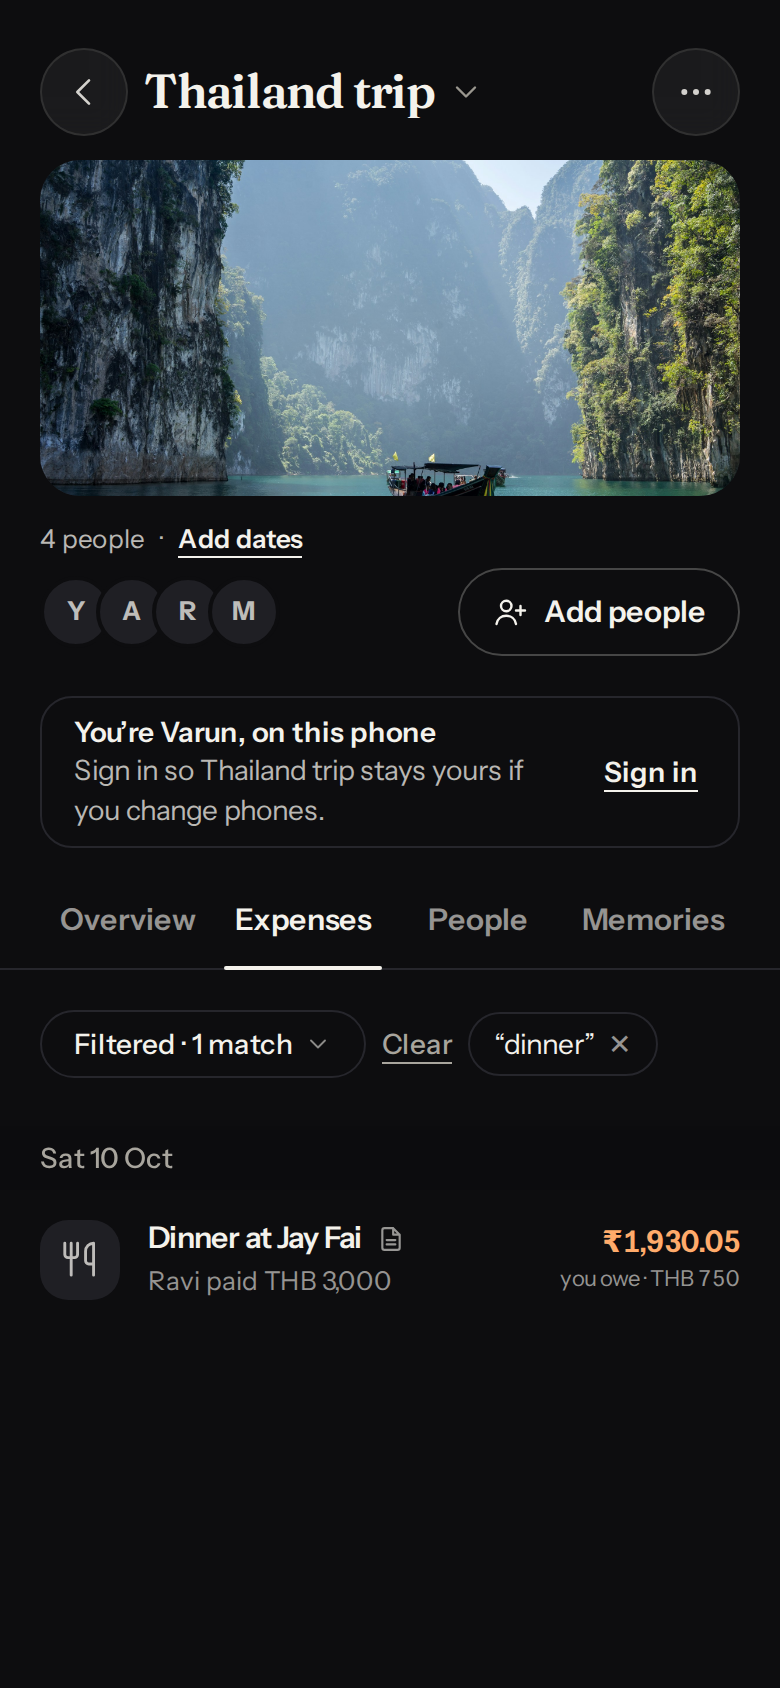 Thailand trip
4 people · Add dates
Y A R M
Add people
You’re Varun, on this phone
Sign in so Thailand trip stays yours if
you change phones.
Sign in
Overview Expenses People Memories
Filtered · 1 match
Clear
“dinner” ✕
Sat 10 Oct
Dinner at Jay Fai
₹1,930.05
Ravi paid THB 3,000
you owe · THB 750